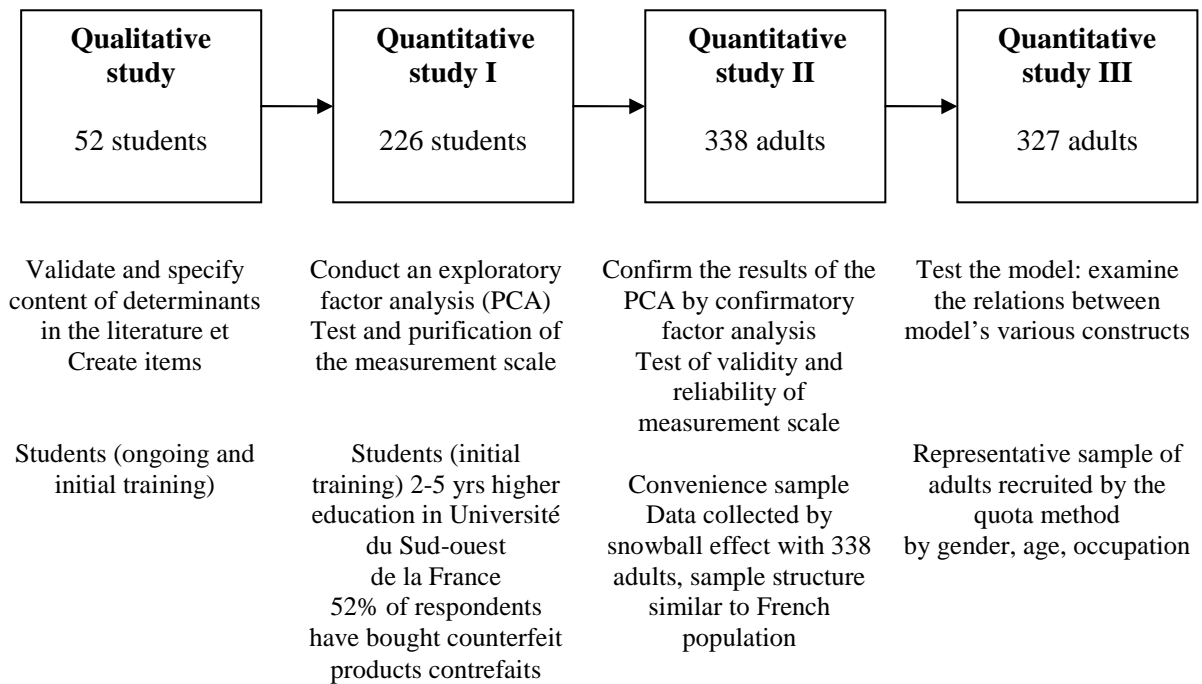 Qualitative
study
52 students
Quantitative
study I
226 students
Quantitative
study II
338 adults
Quantitative
study III
327 adults
Validate and specify
content of determinants
in the literature et
Create items
Conduct an exploratory
factor analysis (PCA)
Test and purification of
the measurement scale
Confirm the results of the
PCA by confirmatory
factor analysis
Test of validity and
reliability of
measurement scale
Test the model: examine
the relations between
model’s various constructs
Students (ongoing and
initial training)
Students (initial
training) 2-5 yrs higher
education in Université
du Sud-ouest
de la France
52% of respondents
have bought counterfeit
products contrefaits
Convenience sample
Data collected by
snowball effect with 338
adults, sample structure
similar to French
population
Representative sample of
adults recruited by the
quota method
by gender, age, occupation